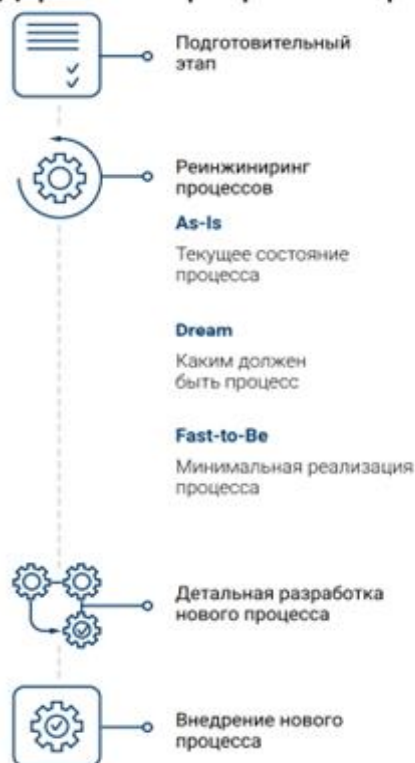 Подготовительный
этап
Реинжиниринг
процессов
As-Is
Текущее состояние
процесса
Dream
Каким должен
быть процесс
Fast-to-Be
Минимальная реализация
процесса
Детальная разработка
нового процесса
Внедрение нового
процесса